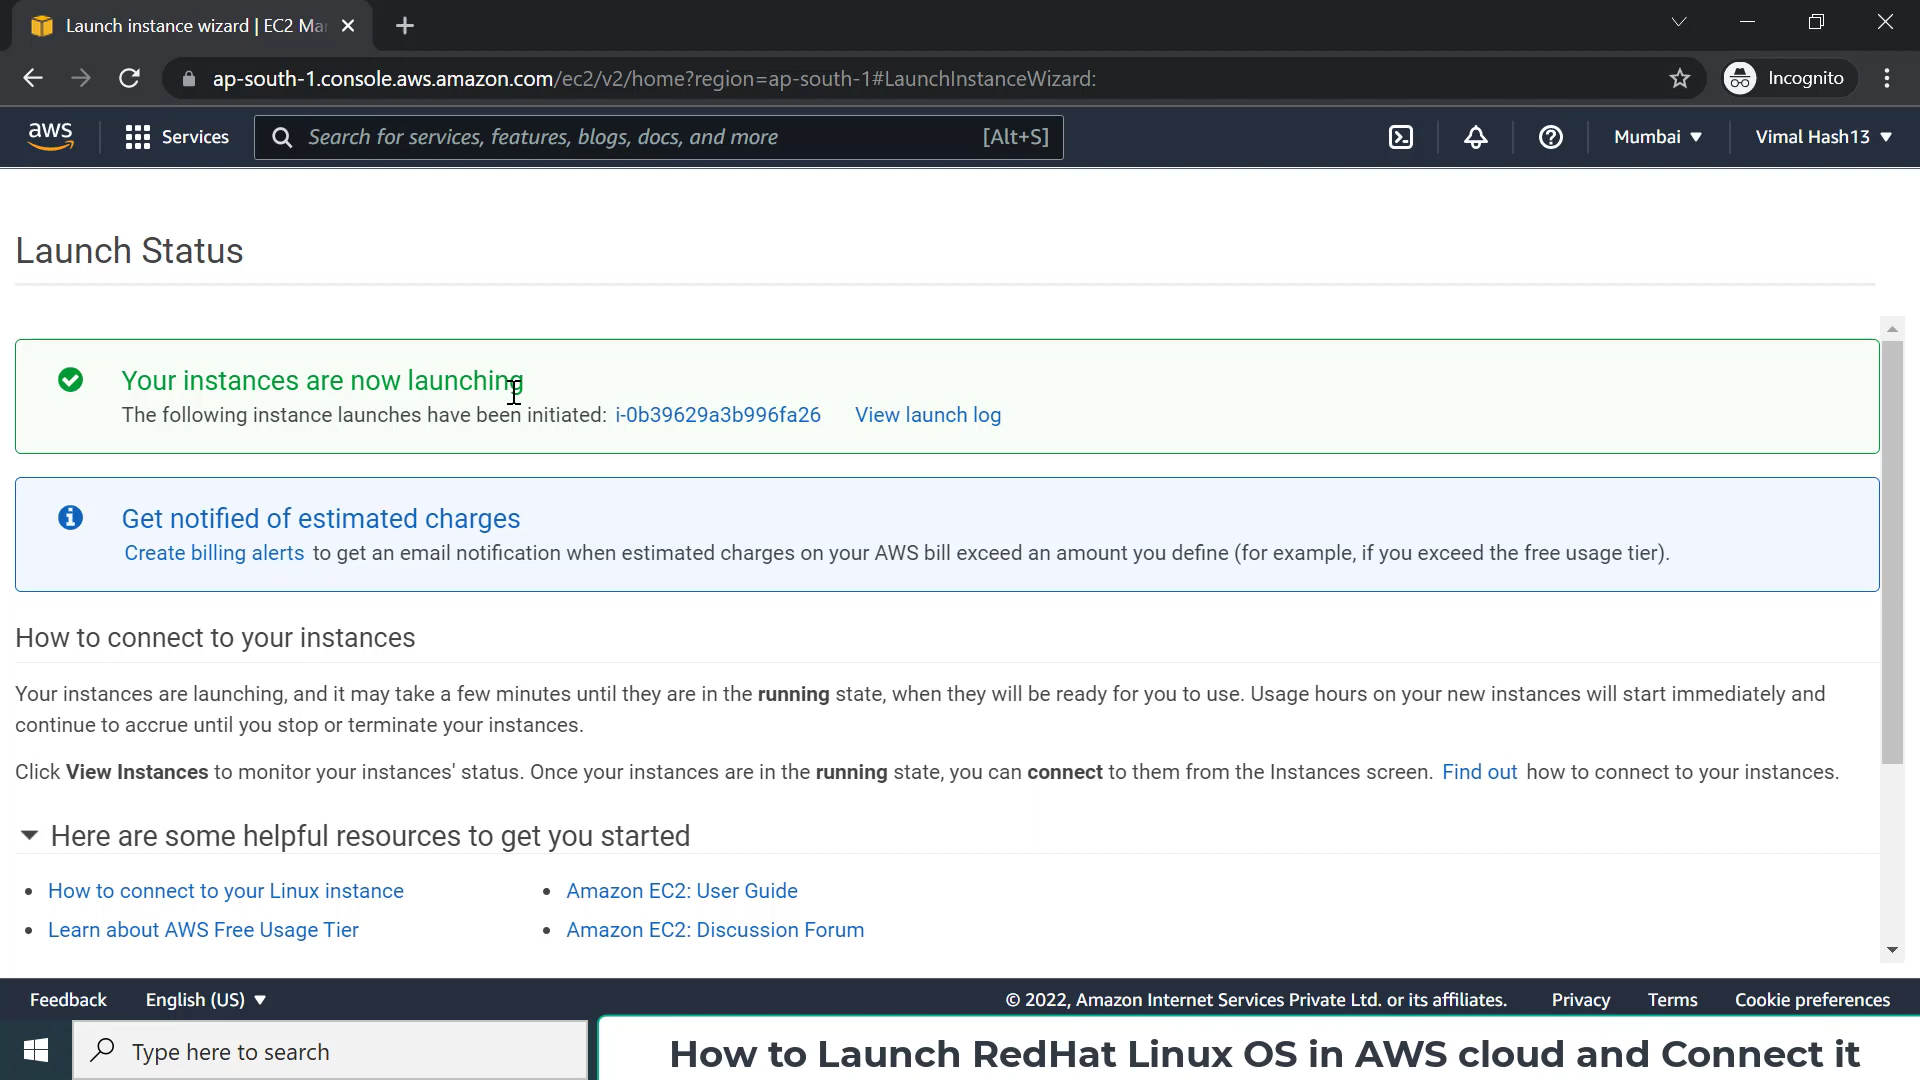 Launch instance wizard | EC2 Ma
ap-south-1.console.aws.amazon.com/ec2/v2/home?region=ap-south-1#LaunchInstanceWizard:
Incognito
aws
Services
Search for services, features, blogs, docs, and more
[Alt+S]
Mumbai
Vimal Hash13
Launch Status
Your instances are now launching
The following instance launches have been initiated: i-0b39629a3b996fa26 View launch log
Get notified of estimated charges
Create billing alerts to get an email notification when estimated charges on your AWS bill exceed an amount you define (for example, if you exceed the free usage tier).
How to connect to your instances
Your instances are launching, and it may take a few minutes until they are in the running state, when they will be ready for you to use. Usage hours on your new instances will start immediately and
continue to accrue until you stop or terminate your instances.
Click View Instances to monitor your instances' status. Once your instances are in the running state, you can connect to them from the Instances screen. Find out how to connect to your instances.
Here are some helpful resources to get you started
• How to connect to your Linux instance
• Amazon EC2: User Guide
• Learn about AWS Free Usage Tier
• Amazon EC2: Discussion Forum
Feedback
English (US)
© 2022, Amazon Internet Services Private Ltd. or its affiliates.
Privacy
Terms
Cookie preferences
Type here to search
How to Launch RedHat Linux OS in AWS cloud and Connect it